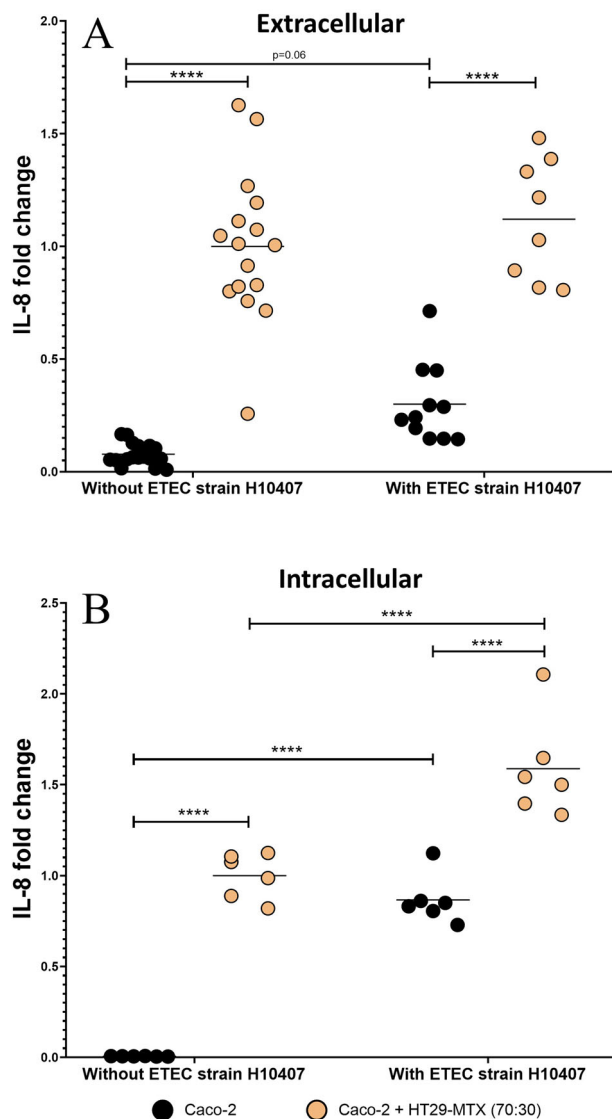 A
Extracellular
p=0.06
****
****
IL-8 fold change
2.0
1.5
1.0
0.5
0.0
Without ETEC strain H10407
With ETEC strain H10407
B
Intracellular
****
****
****
****
IL-8 fold change
2.5
2.0
1.5
1.0
0.5
0.0
Without ETEC strain H10407
With ETEC strain H10407
Caco-2
Caco-2 + HT29-MTX (70:30)